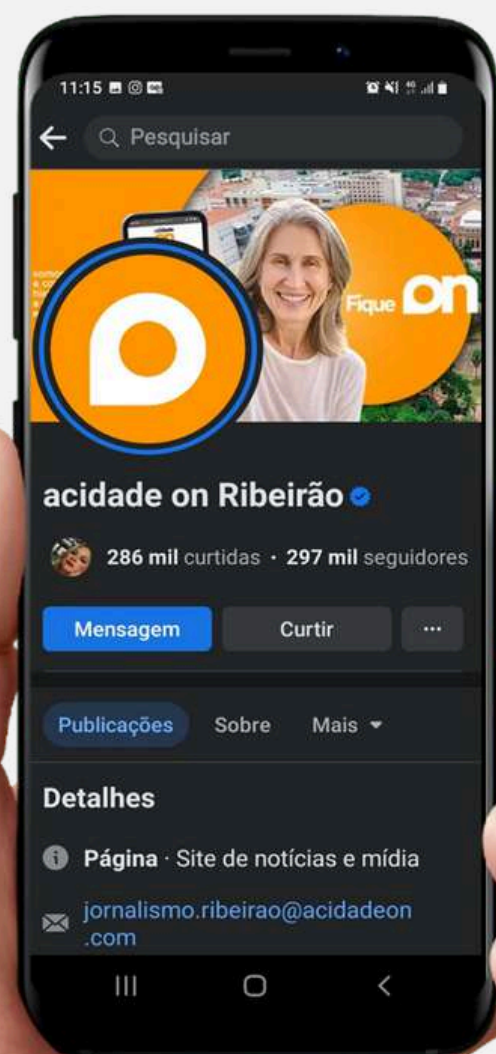 11:15
4G
Pesquisar
Fique on
acidade on Ribeirão
286 mil curtidas · 297 mil seguidores
Mensagem
Curtir
...
Publicações
Sobre
Mais
Detalhes
Página · Site de notícias e mídia
jornalismo.ribeirao@acidadeon
.com